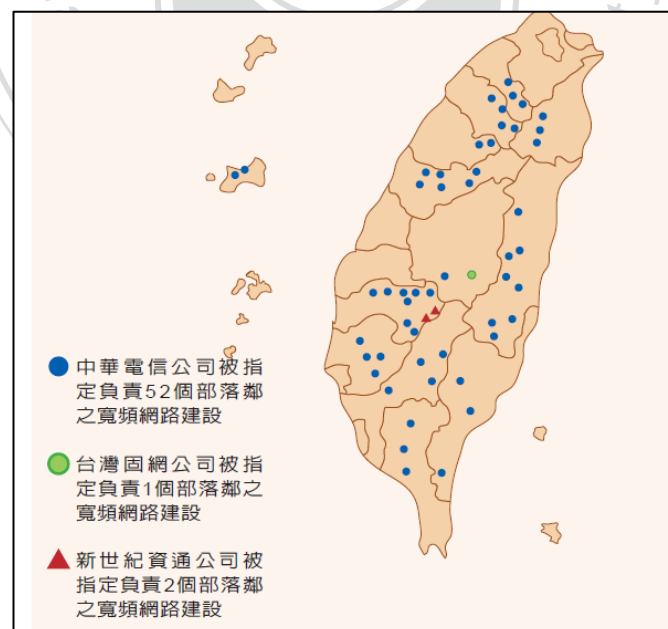 中華電信公司被指
定負責52個部落鄰
之寬頻網路建設
台灣固網公司被指
定負責1個部落鄰之
寬頻網路建設
新世紀資通公司被
指定負責2個部落鄰
之寬頻網路建設